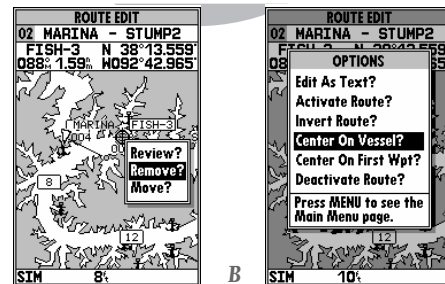 ROUTE EDIT
02 MARINA - STUMP2
FISH-3 N 38°13.559'
088°M 1.59nm W092°42.965'
MARINA
FISH-3
004
Review?
Remove?
Move?
8
12
SIM 8ft
B
ROUTE EDIT
02 MARINA - STUMP2
OPTIONS
Edit As Text?
Activate Route?
Invert Route?
Center On Vessel?
Center On First Wpt?
Deactivate Route?
Press MENU to see the
Main Menu page.
12
SIM 10ft